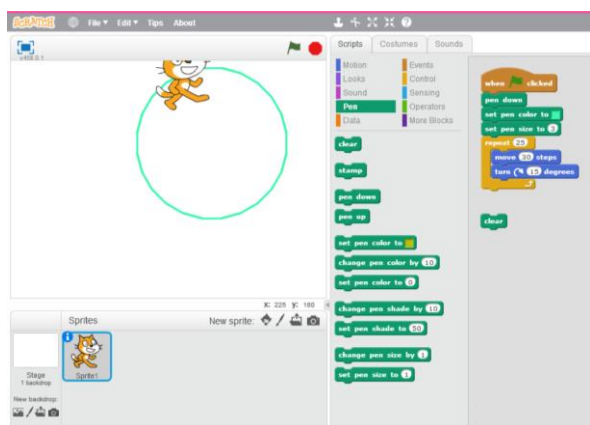 SCRATCH File Edit Tips About
v458.0.1
X: 225 y: 180
Sprites New sprite:
Sprite1
Stage
1 backdrop
New backdrop:
Scripts Costumes Sounds
Motion Events
Looks Control
Sound Sensing
Pen Operators
Data More Blocks
clear
stamp
pen down
pen up
set pen color to
change pen color by 10
set pen color to 0
change pen shade by 10
set pen shade to 50
change pen size by 1
set pen size to 1
when clicked
pen down
set pen color to
set pen size to 3
repeat 25
move 30 steps
turn 15 degrees
clear